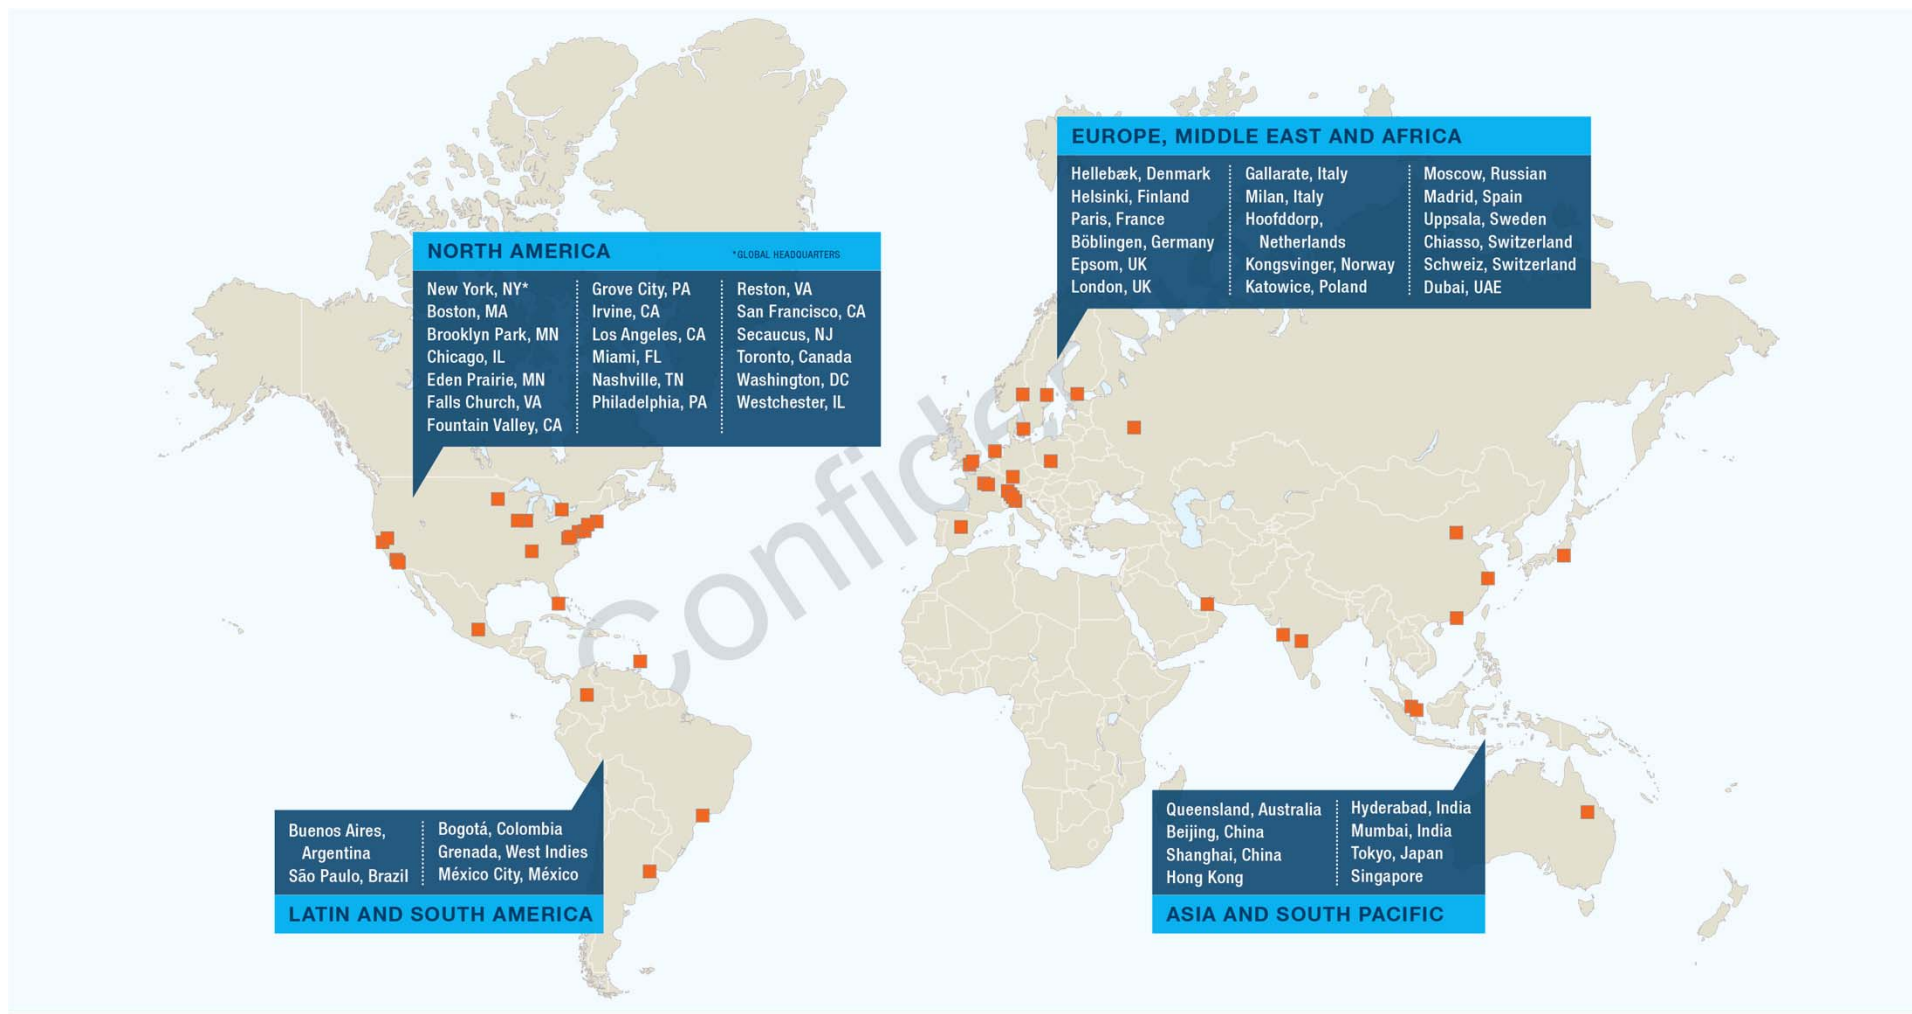 EUROPE, MIDDLE EAST AND AFRICA
Hellebæk, Denmark
Helsinki, Finland
Paris, France
Böblingen, Germany
Epsom, UK
London, UK
Gallarate, Italy
Milan, Italy
Hoofddorp,
Netherlands
Kongsvinger, Norway
Katowice, Poland
Moscow, Russian
Madrid, Spain
Uppsala, Sweden
Chiasso, Switzerland
Schweiz, Switzerland
Dubai, UAE
NORTH AMERICA
*GLOBAL HEADQUARTERS
New York, NY*
Boston, MA
Brooklyn Park, MN
Chicago, IL
Eden Prairie, MN
Falls Church, VA
Fountain Valley, CA
Grove City, PA
Irvine, CA
Los Angeles, CA
Miami, FL
Nashville, TN
Philadelphia, PA
Reston, VA
San Francisco, CA
Secaucus, NJ
Toronto, Canada
Washington, DC
Westchester, IL
Buenos Aires,
Argentina
São Paulo, Brazil
Bogotá, Colombia
Grenada, West Indies
México City, México
LATIN AND SOUTH AMERICA
Queensland, Australia
Beijing, China
Shanghai, China
Hong Kong
Hyderabad, India
Mumbai, India
Tokyo, Japan
Singapore
ASIA AND SOUTH PACIFIC